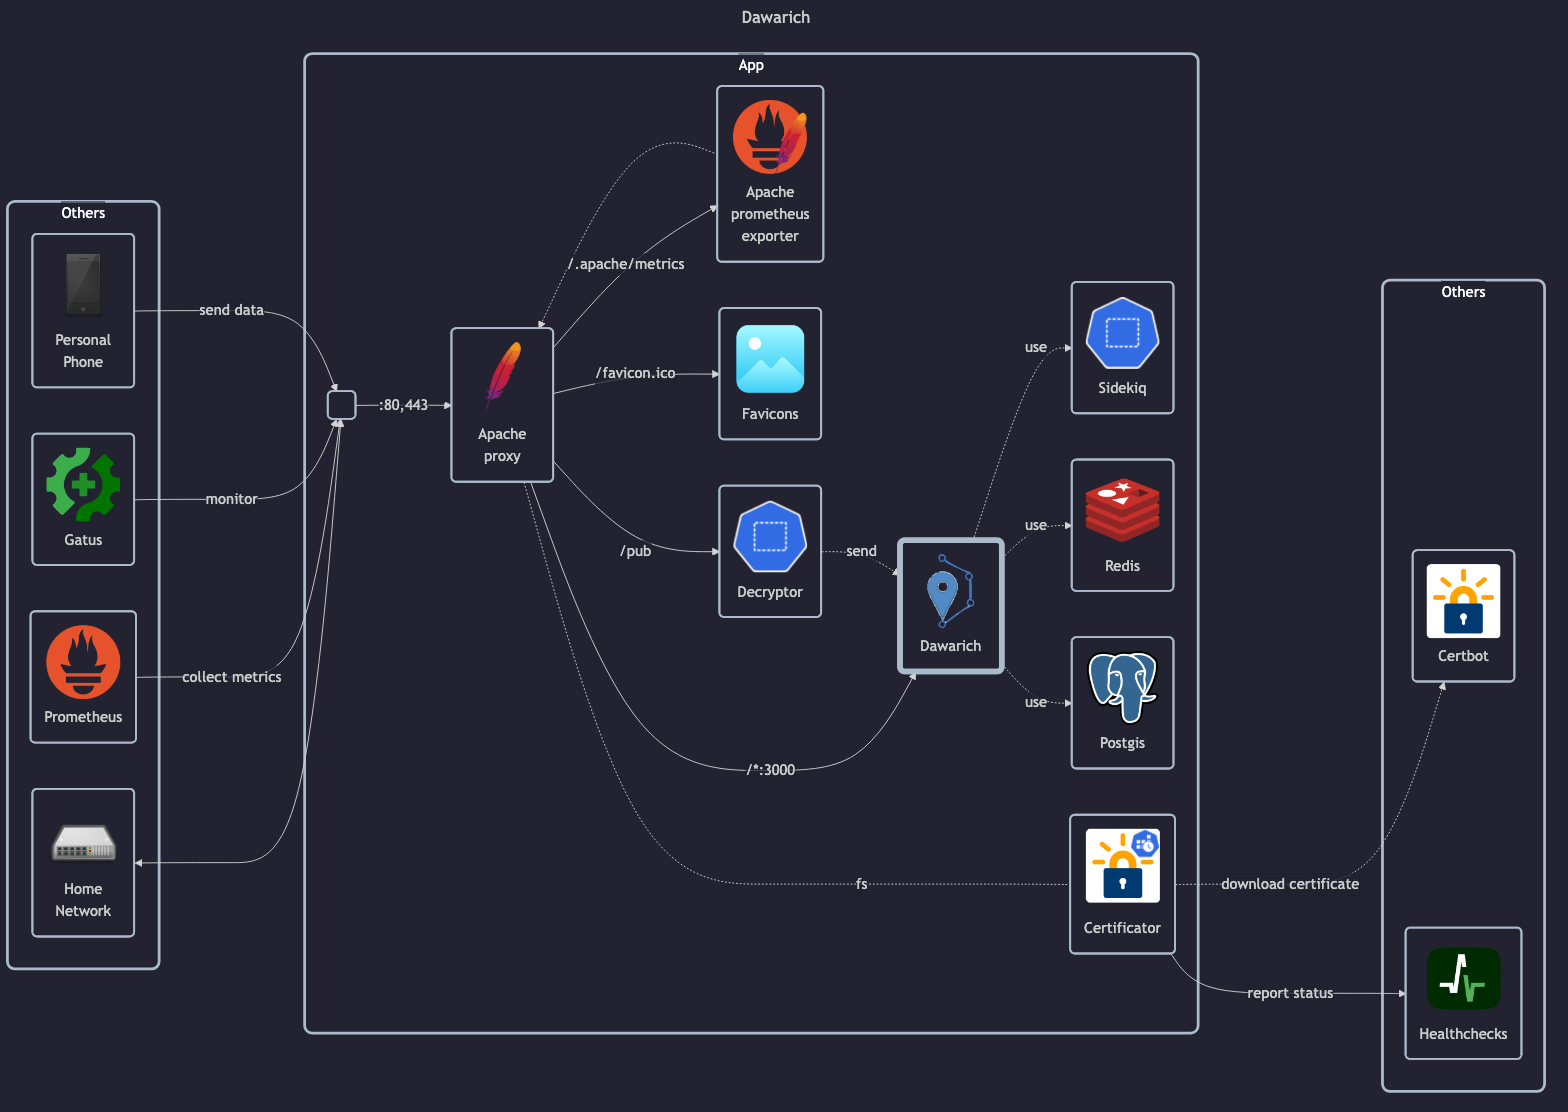 Dawarich
App
Apache
prometheus
exporter
Others
Personal
Phone
send data
/.apache/metrics
Others
Favicons
/favicon.ico
use
Sidekiq
:80,443
Apache
proxy
Gatus
monitor
/pub
Decryptor
send
use
Redis
Dawarich
Certbot
Prometheus
collect metrics
use
Postgis
/*:3000
Home
Network
fs
Certificator
download certificate
report status
Healthchecks